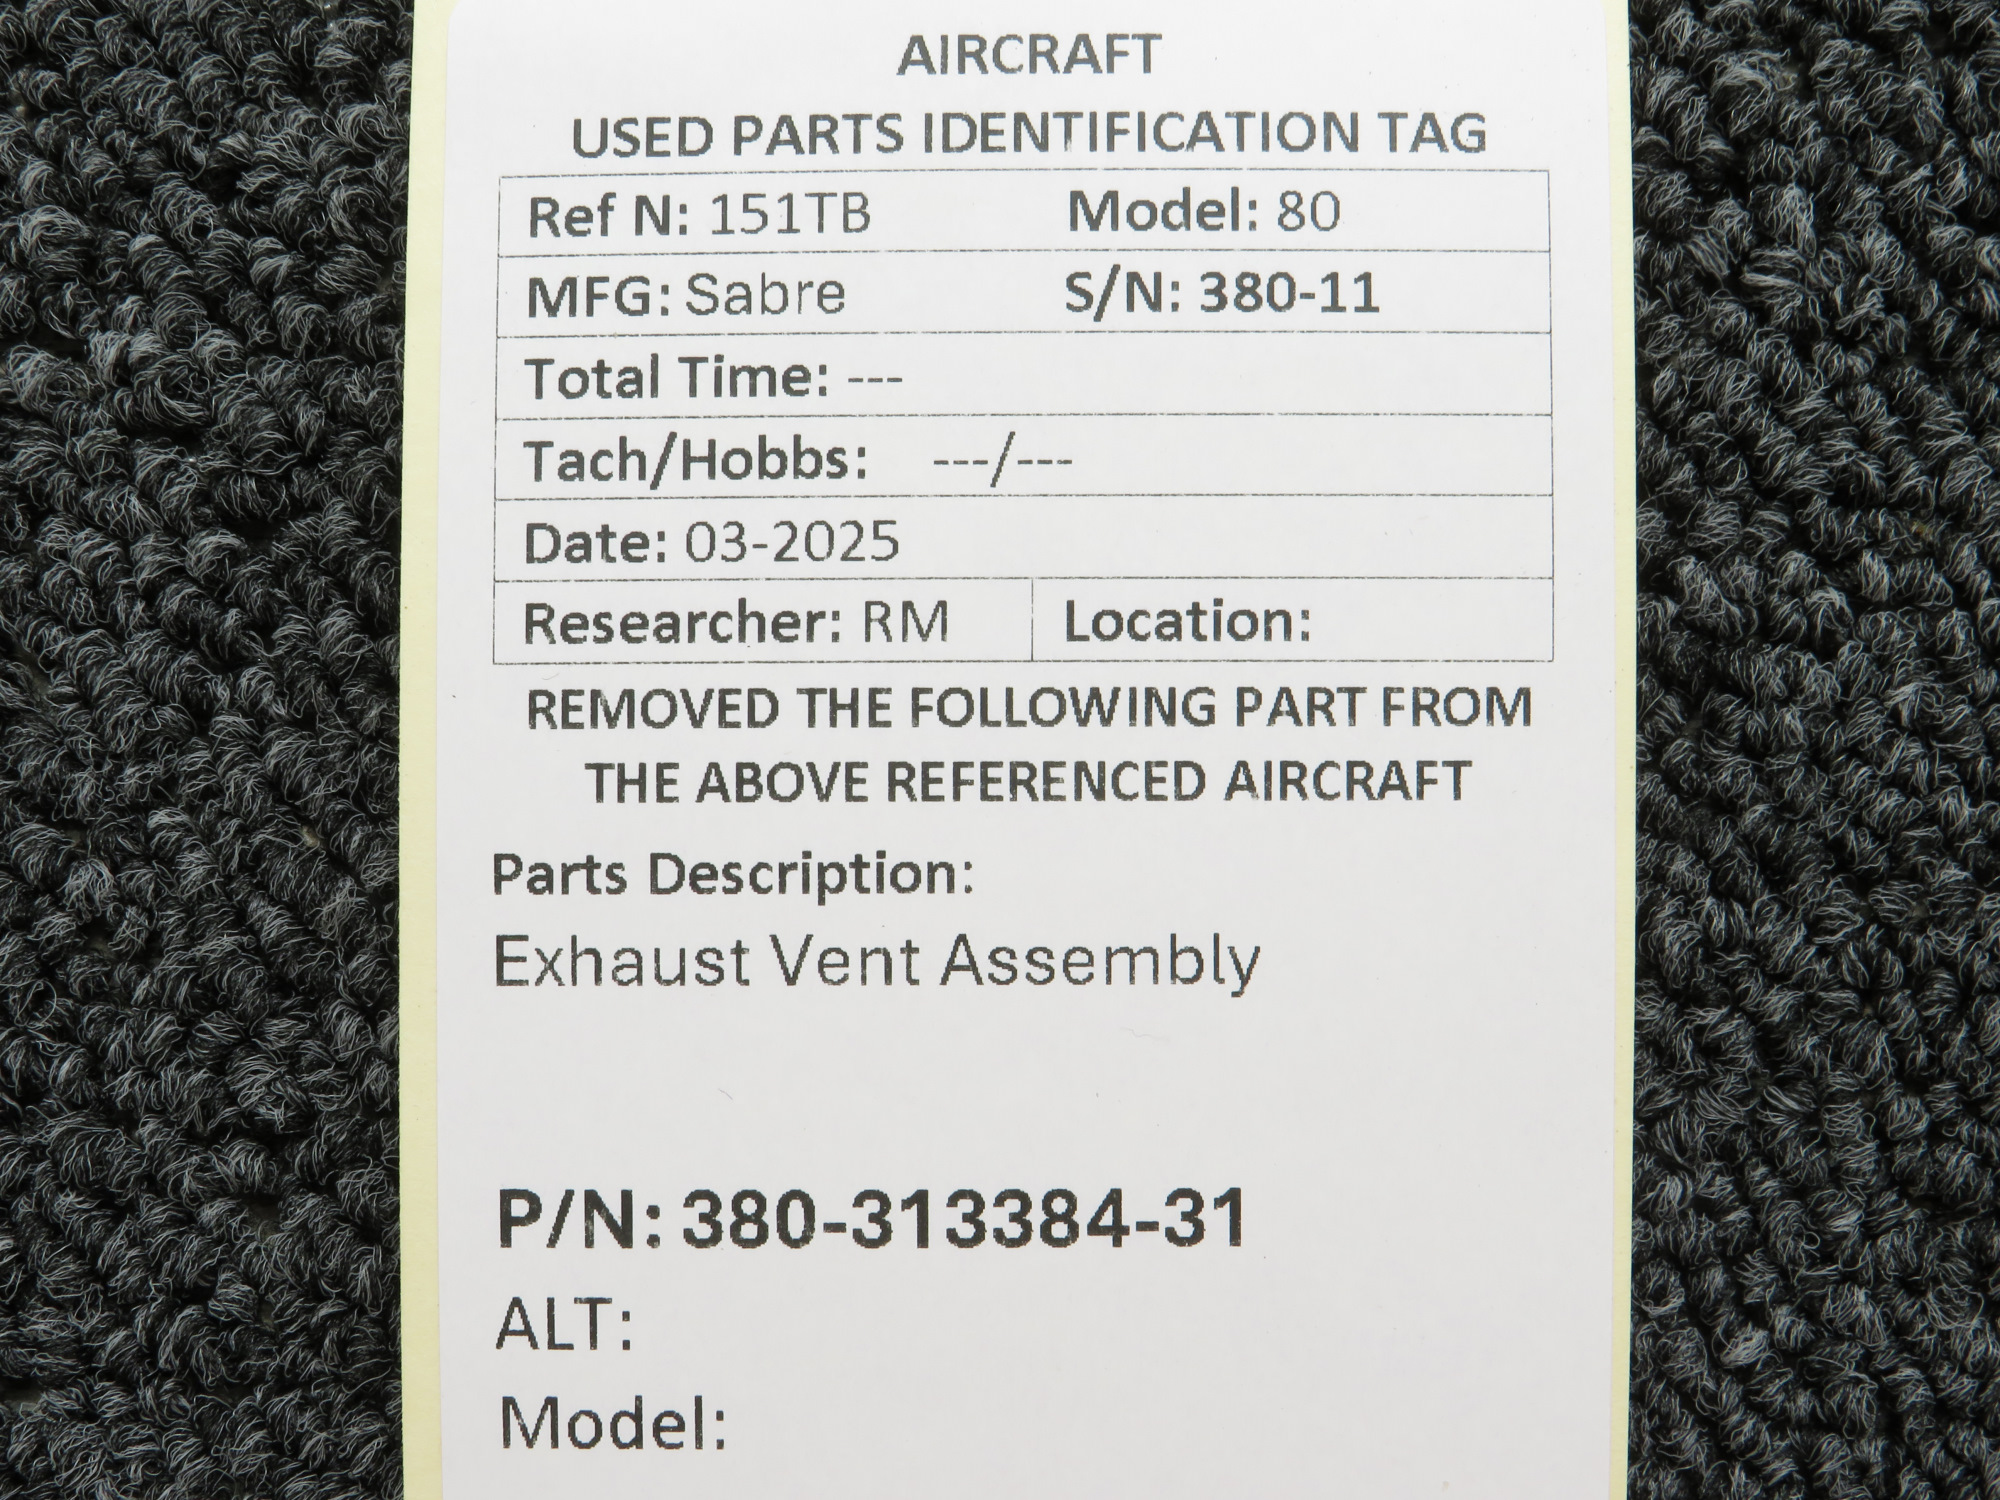 AIRCRAFT
USED PARTS IDENTIFICATION TAG
Ref N: 151TB Model: 80
MFG: Sabre S/N: 380-11
Total Time: ---
Tach/Hobbs: ---/---
Date: 03-2025
Researcher: RM Location:
REMOVED THE FOLLOWING PART FROM
THE ABOVE REFERENCED AIRCRAFT
Parts Description:
Exhaust Vent Assembly
P/N: 380-313384-31
ALT:
Model: